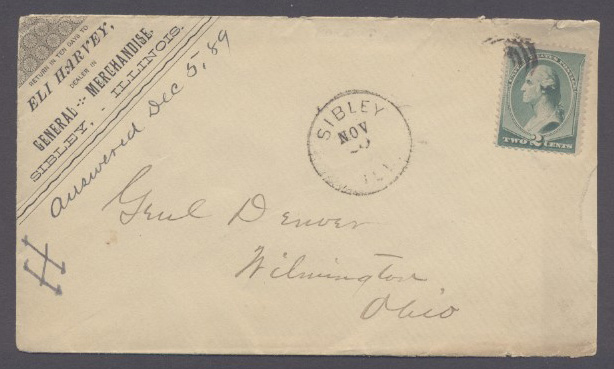 RETURN IN TEN DAYS TO
ELI HARVEY,
DEALER IN
GENERAL MERCHANDISE.
SIBLEY, - ILLINOIS.
answered Dec 5, 89
SIBLEY
NOV
ILL.
TWO 2 CENTS
Genl Denver
Wilmington
Ohio
H